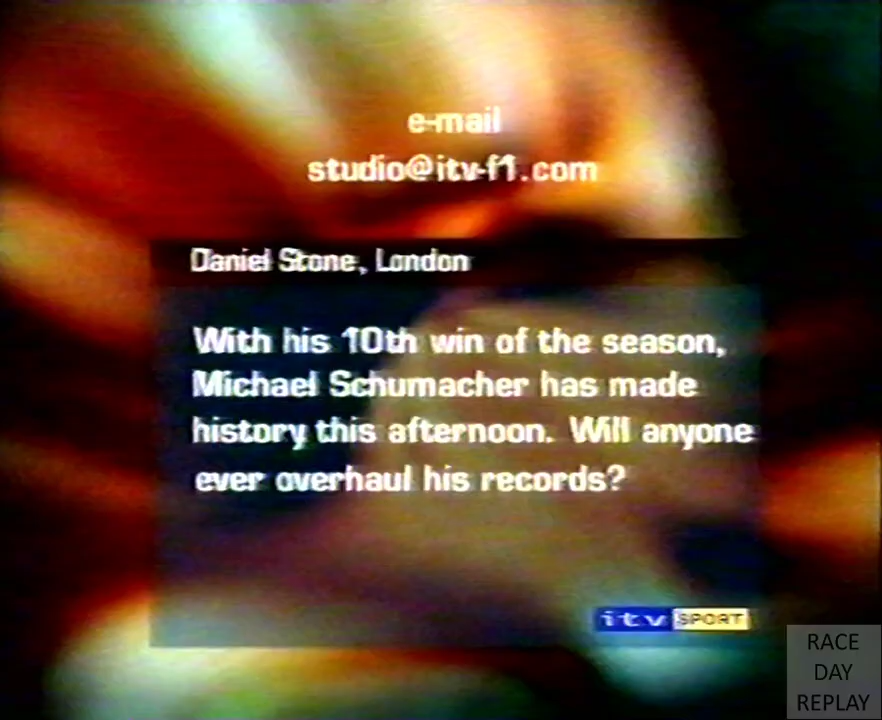 e-mail
studio@itv-f1.com
Daniel Stone, London
With his 10th win of the season,
Michael Schumacher has made
history this afternoon. Will anyone
ever overhaul his records?
itv SPORT
RACE
DAY
REPLAY